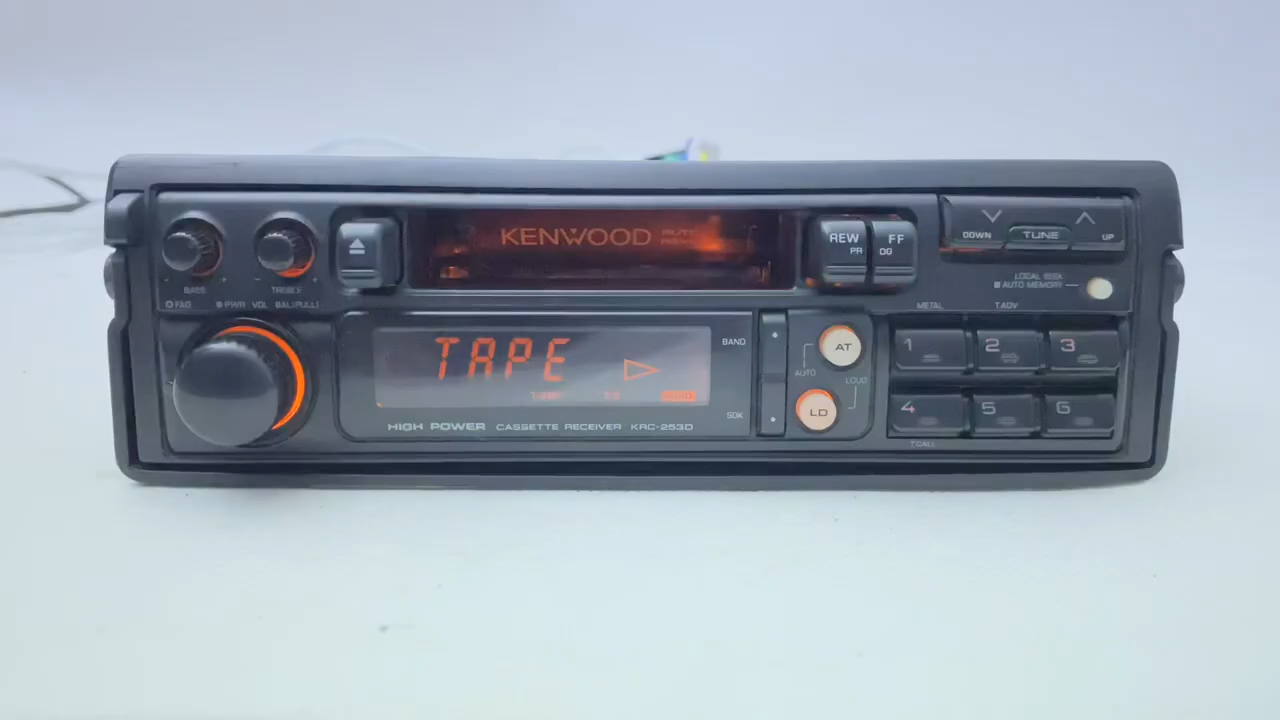 KENWOOD
REW
PR
FF
DOWN
TUNE
UP
BASS
TREBLE
FAD
PWR VOL BAL(PULL)
LOCAL SEEK
AUTO MEMORY
METAL
T.ADV
TAPE
BAND
SDK
AT
AUTO
LOUD
LD
1
2
3
4
5
6
T.CALL
HIGH POWER CASSETTE RECEIVER KRC-253D